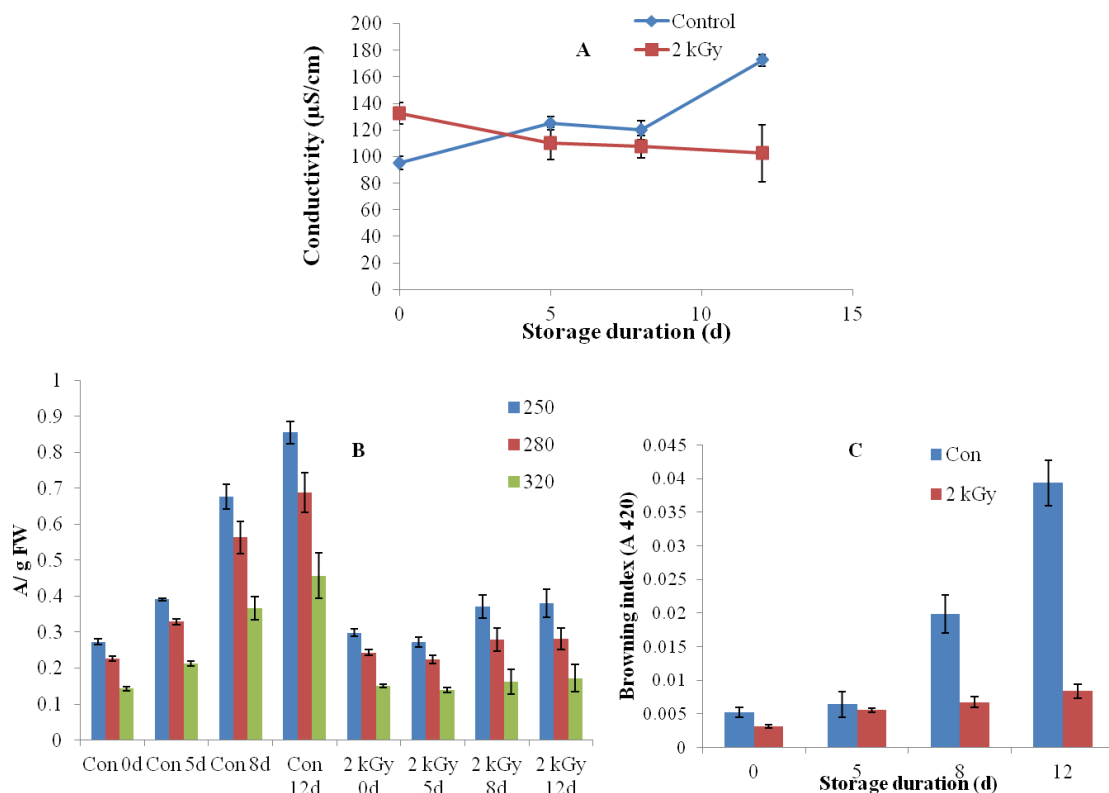 A
Control
2 kGy
Conductivity (µS/cm)
200
180
160
140
120
100
80
60
40
20
0
0 5 10 15
Storage duration (d)
B
250
280
320
A/ g FW
1
0.9
0.8
0.7
0.6
0.5
0.4
0.3
0.2
0.1
0
Con 0d Con 5d Con 8d Con 12d 2 kGy 0d 2 kGy 5d 2 kGy 8d 2 kGy 12d
C
Con
2 kGy
Browning index (A 420)
0.045
0.04
0.035
0.03
0.025
0.02
0.015
0.01
0.005
0
0 5 8 12
Storage duration (d)